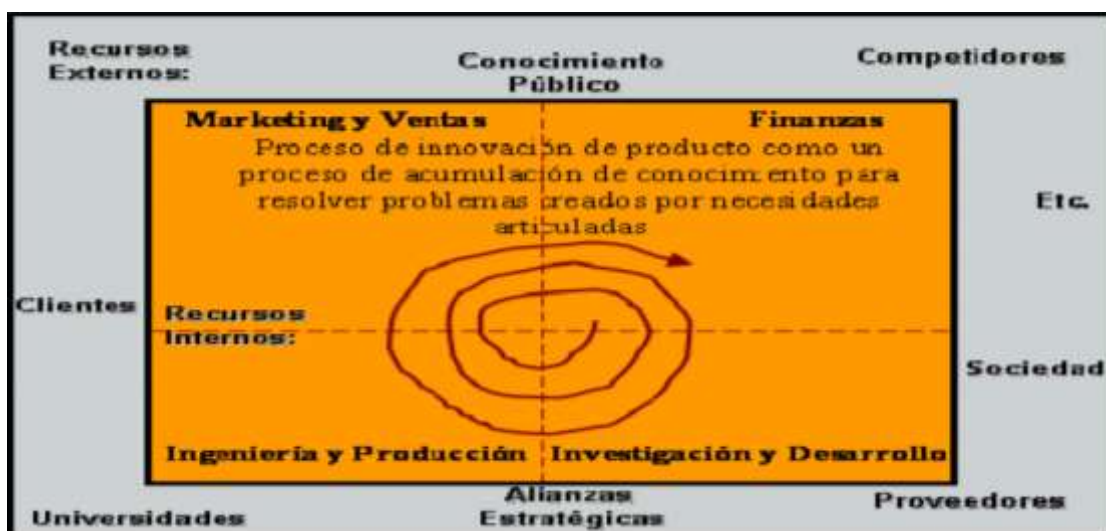 Recursos
Externos:
Conocimiento
Público
Competidores
Marketing y Ventas
Finanzas
Proceso de innovación de producto como un
proceso de acumulación de conocimiento para
resolver problemas creados por necesidades
articuladas
Etc.
Clientes
Recursos
Internos:
Sociedad
Ingeniería y Producción
Investigación y Desarrollo
Universidades
Alianzas
Estratégicas
Proveedores